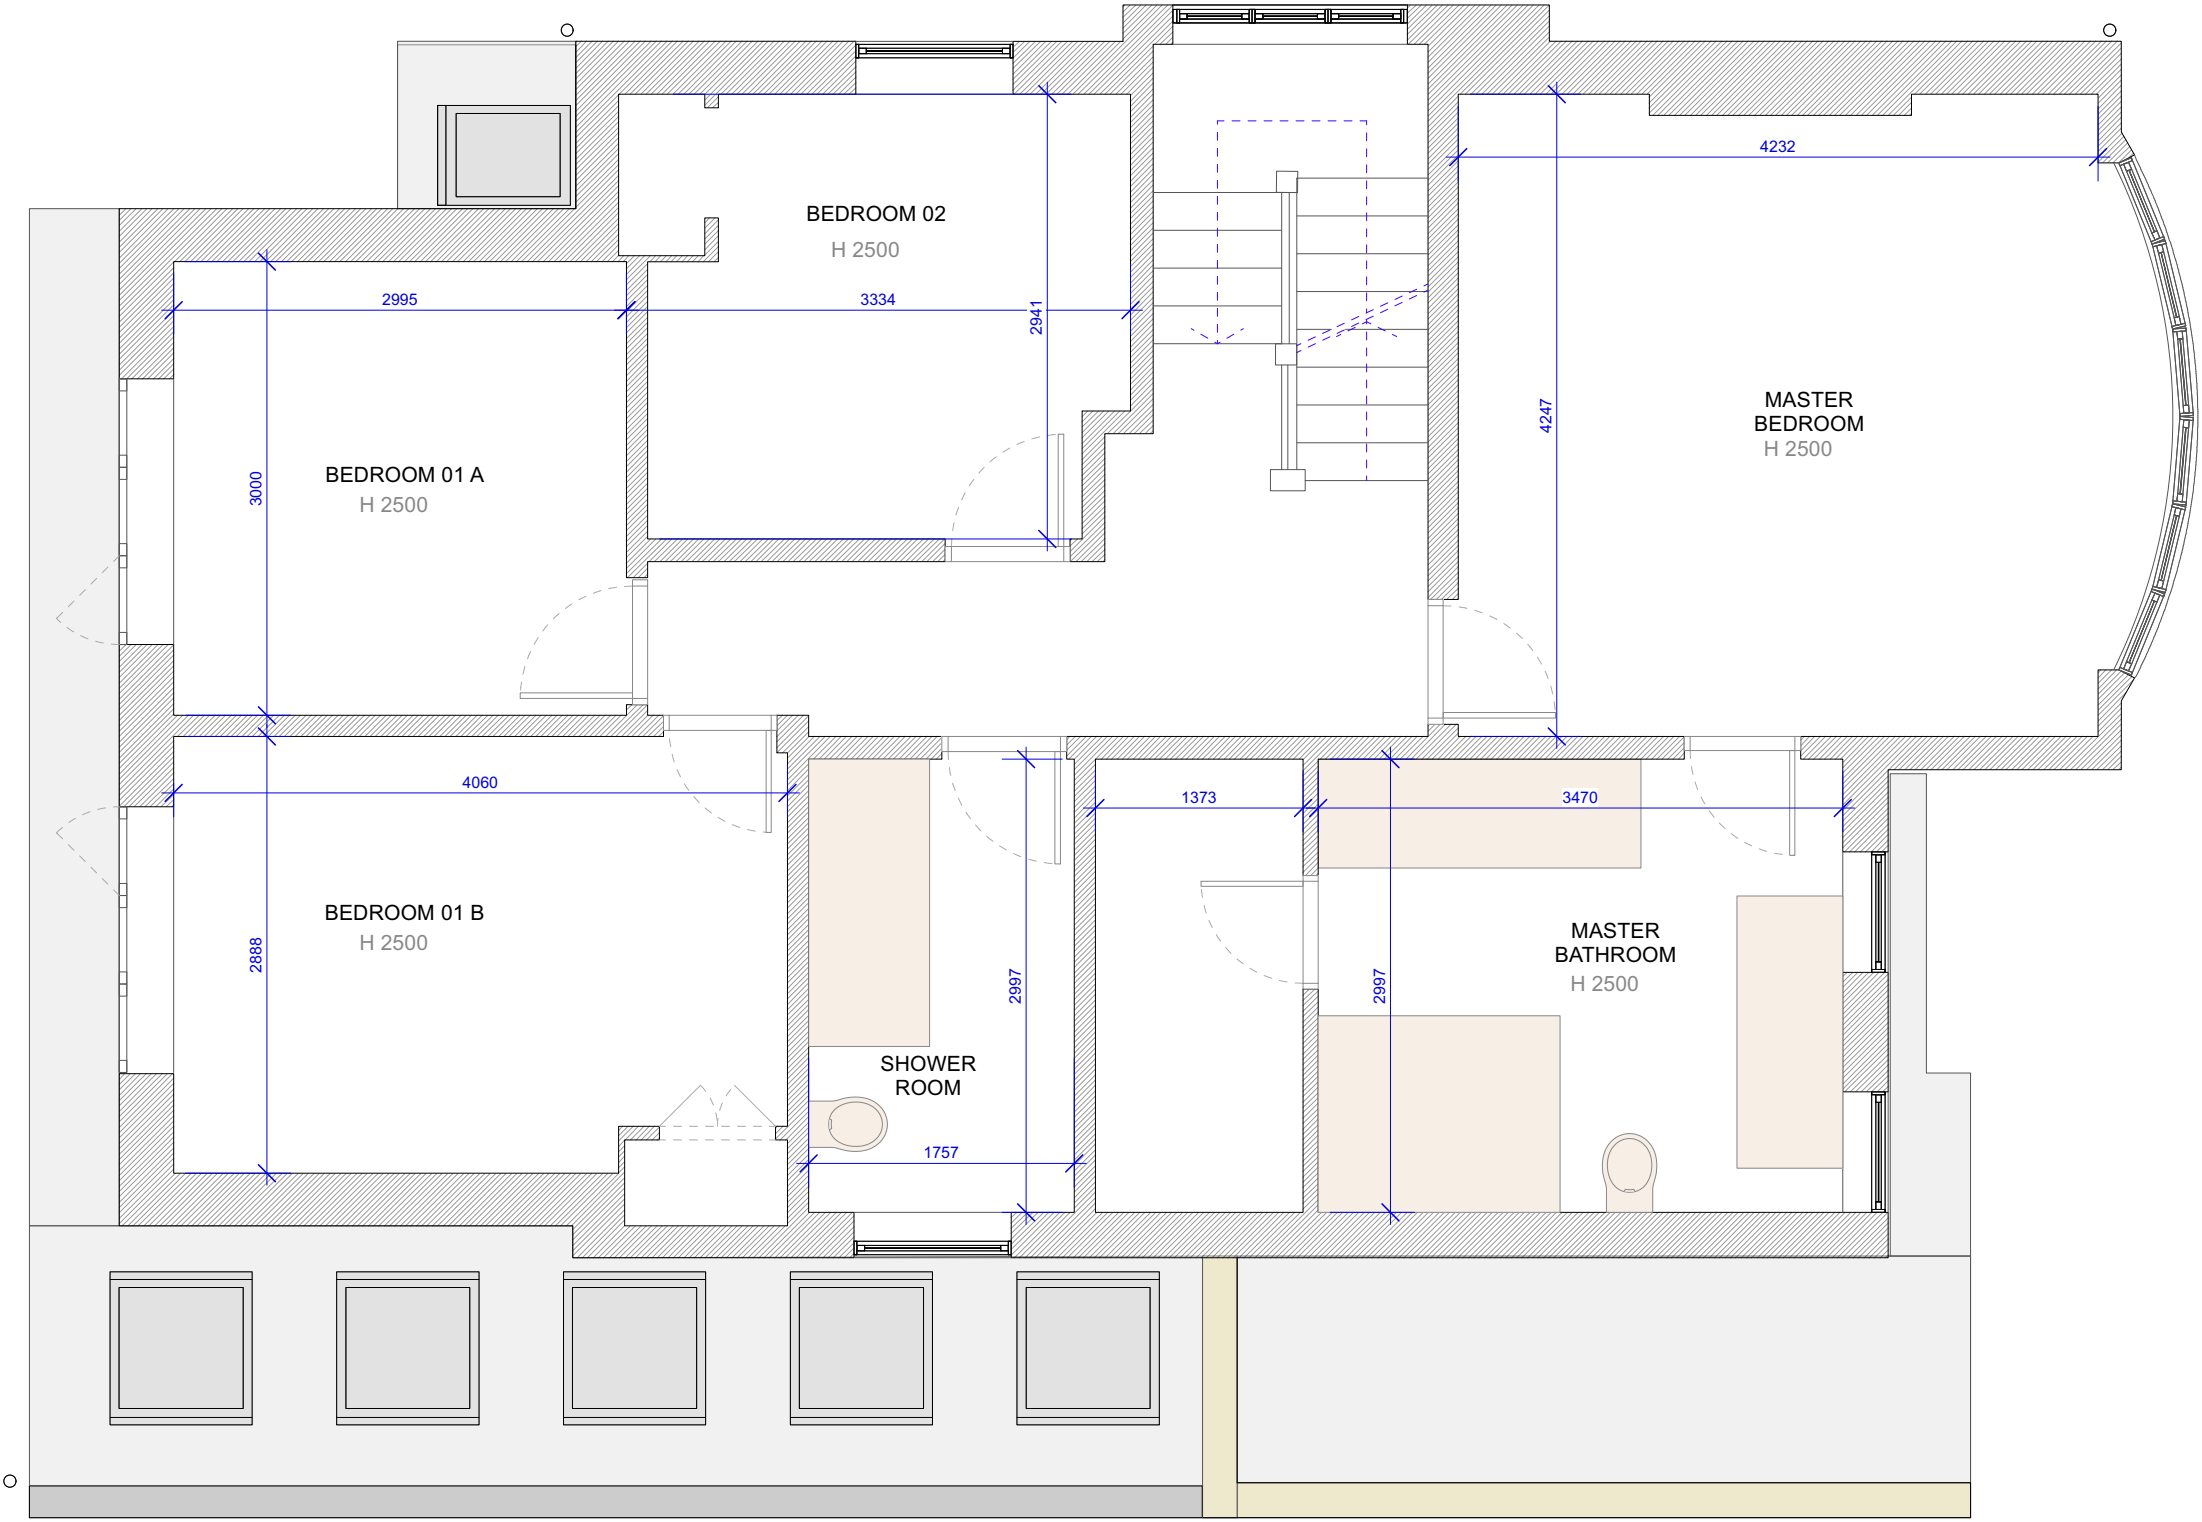 4232
BEDROOM 02
H 2500
2995
3334
2941
MASTER
BEDROOM
H 2500
4247
BEDROOM 01 A
H 2500
3000
4060
1373
3470
BEDROOM 01 B
H 2500
2888
MASTER
BATHROOM
H 2500
2997
2997
SHOWER
ROOM
1757